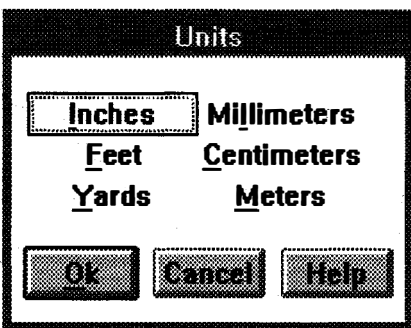 Units
Inches Millimeters
Feet Centimeters
Yards Meters
Ok Cancel Help